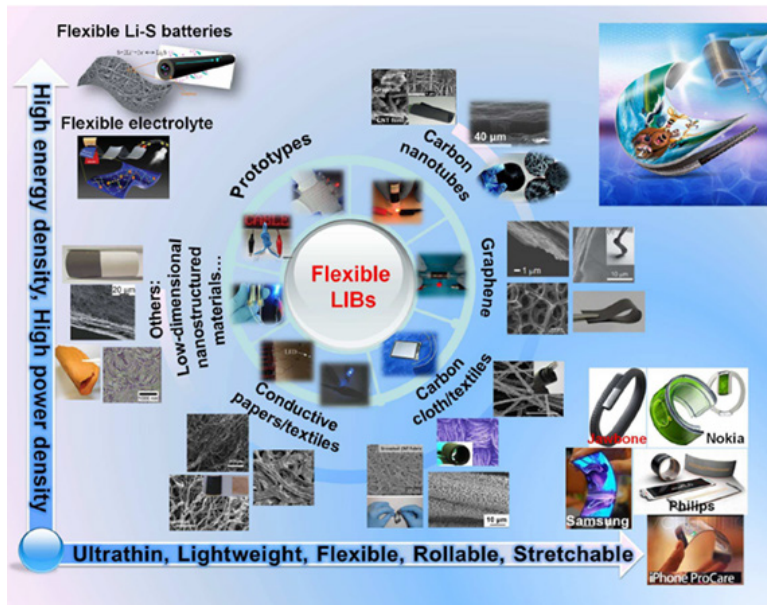 Flexible Li-S batteries
Flexible electrolyte
High energy density, High power density
Prototypes
Carbon
nanotubes
40 µm
Graphene
1 µm
10 µm
Others:
Low-dimensional
nanostructured
materials...
20 µm
Flexible
LIBs
Conductive
papers/textiles
Carbon
cloth/textiles
10 µm
Jawbone
Nokia
Samsung
Philips
iPhone ProCare
Ultrathin, Lightweight, Flexible, Rollable, Stretchable